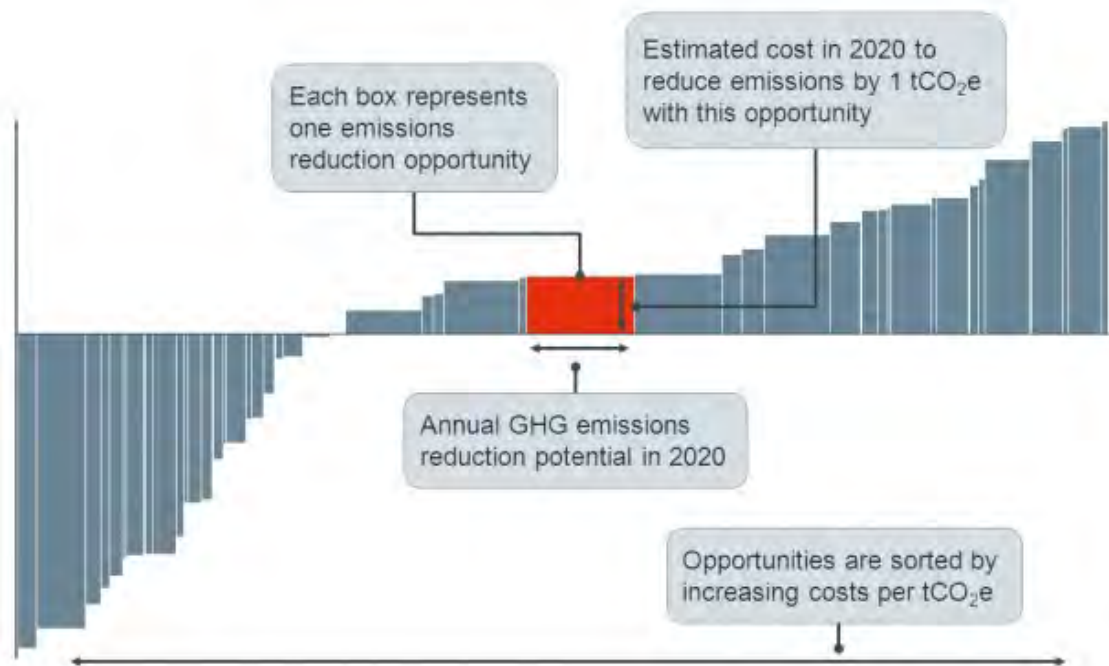 Estimated cost in 2020 to
reduce emissions by 1 tCO₂e
with this opportunity
Each box represents
one emissions
reduction opportunity
Annual GHG emissions
reduction potential in 2020
Opportunities are sorted by
increasing costs per tCO₂e